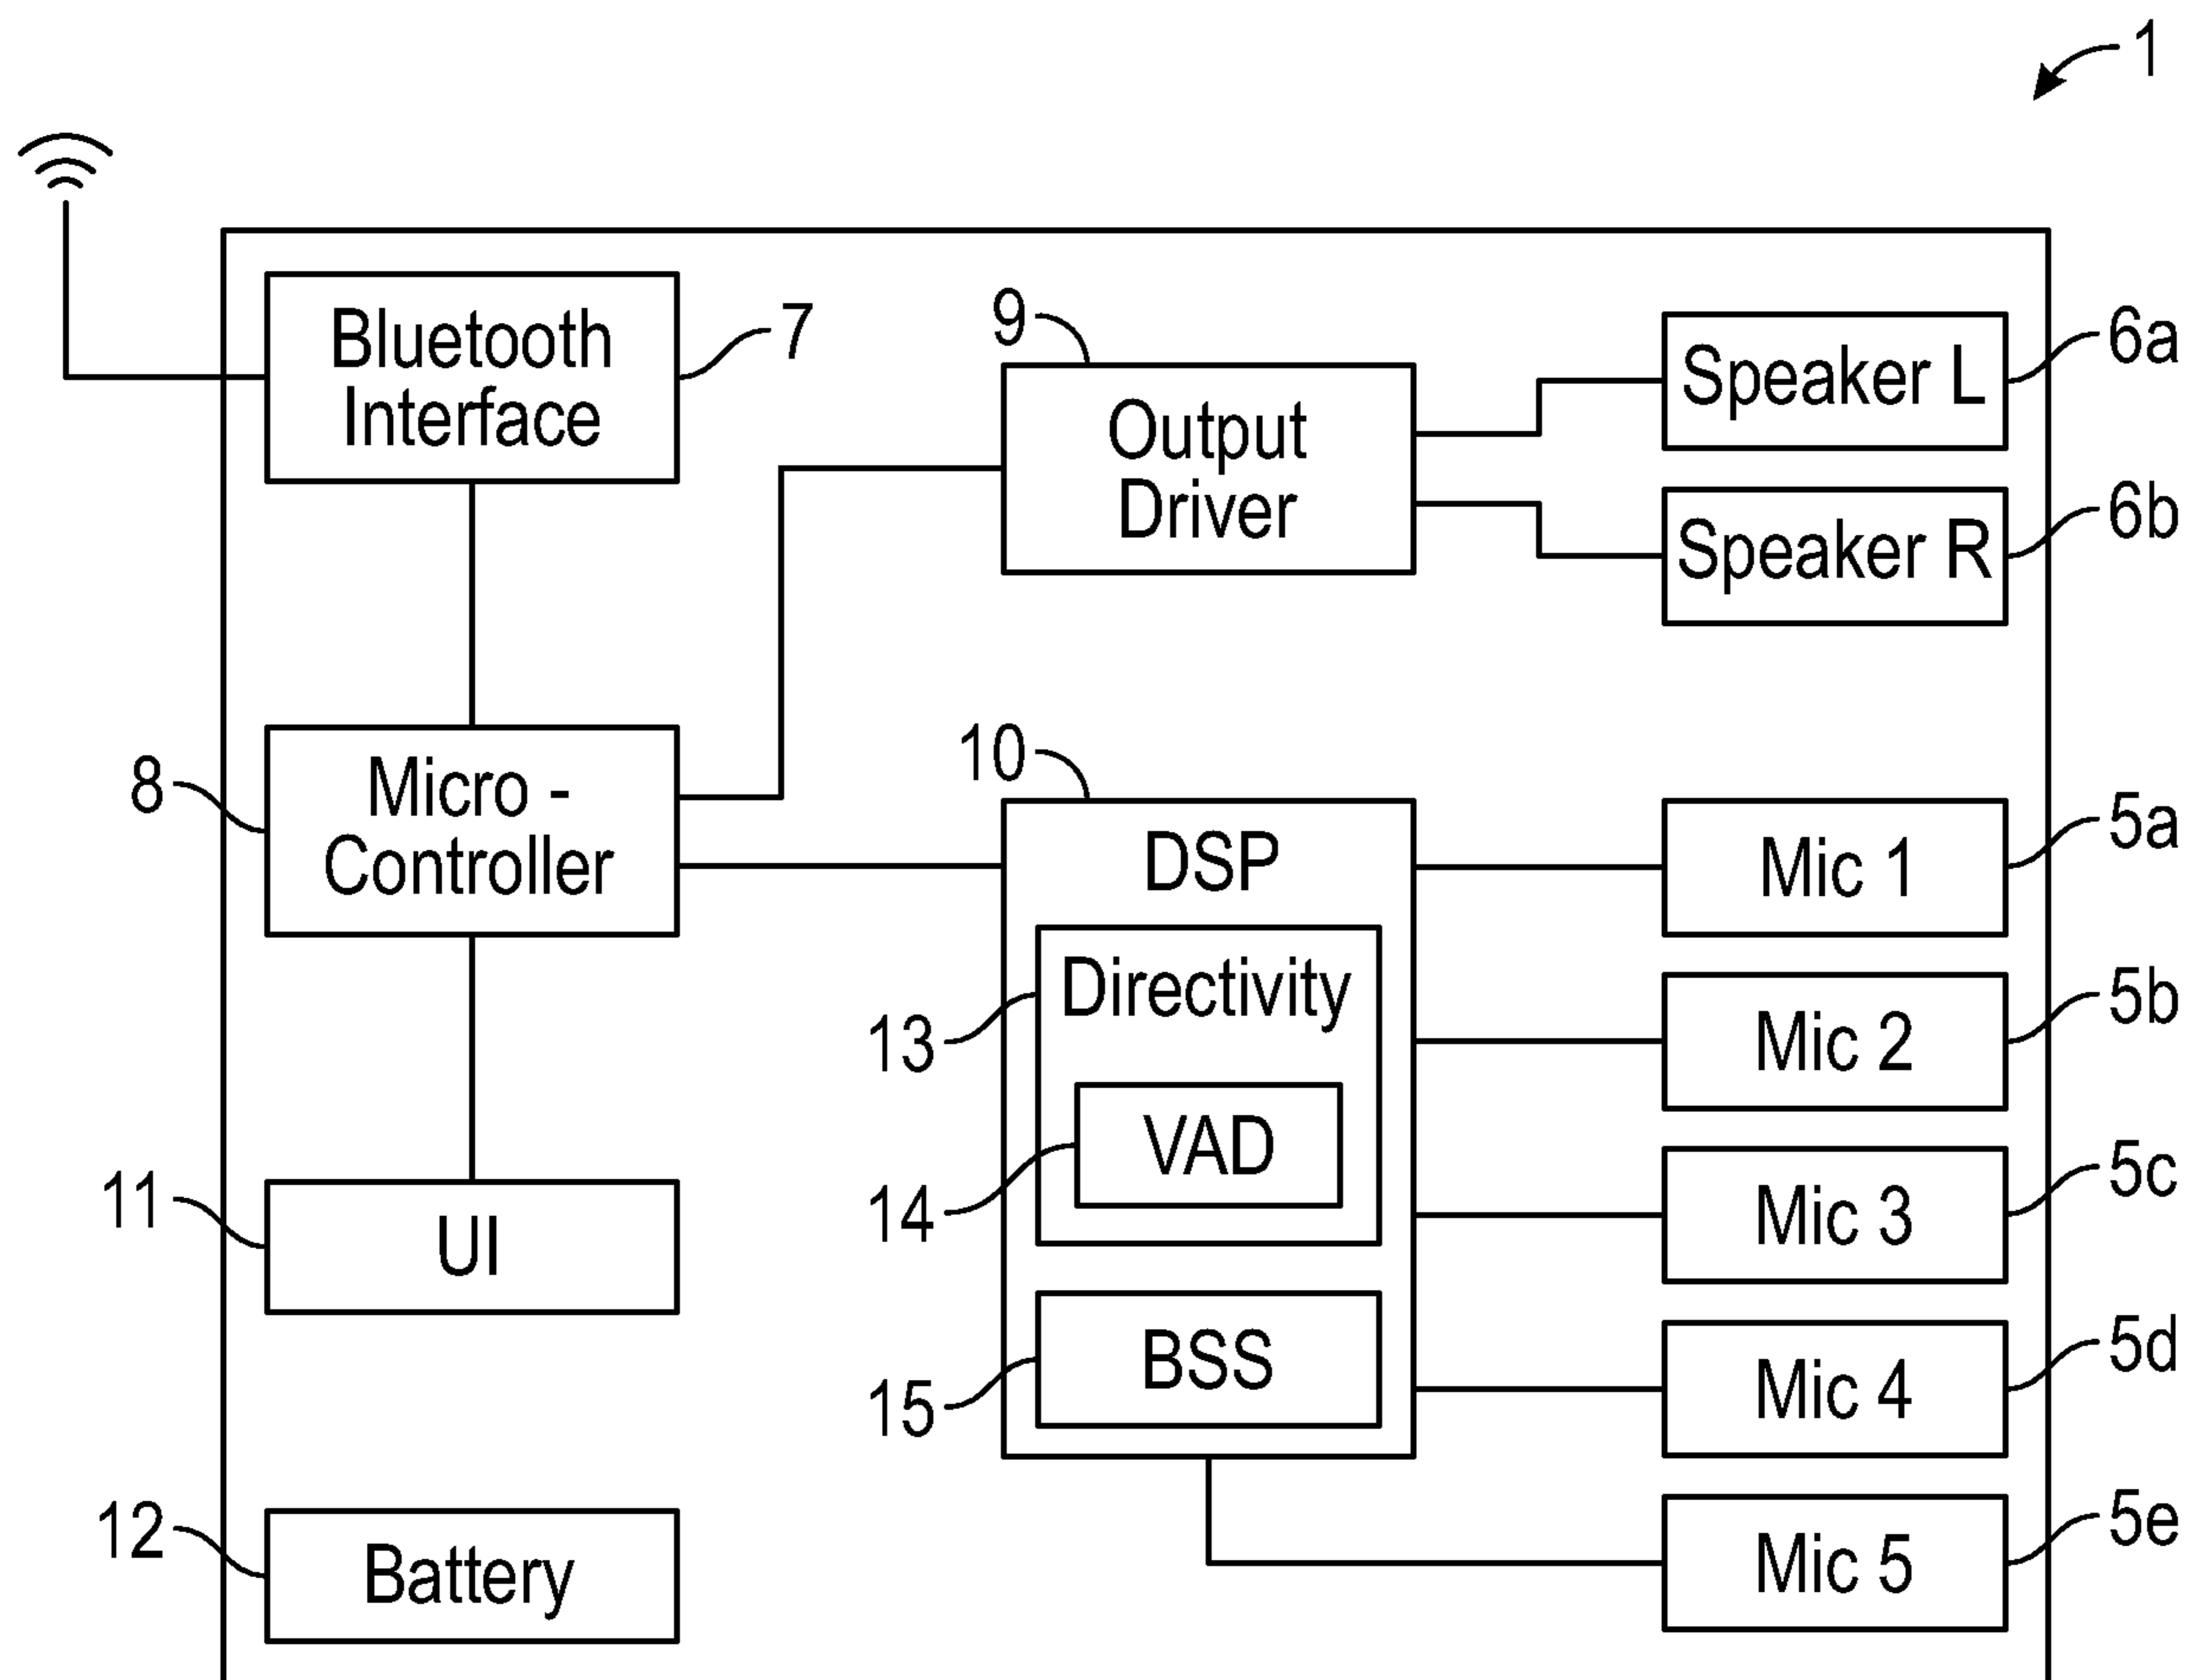 1
Bluetooth
Interface
7
9
Output
Driver
Speaker L
6a
Speaker R
6b
8
Micro -
Controller
10
DSP
Directivity
13
VAD
14
BSS
15
Mic 1
5a
Mic 2
5b
Mic 3
5c
Mic 4
5d
Mic 5
5e
11
UI
12
Battery